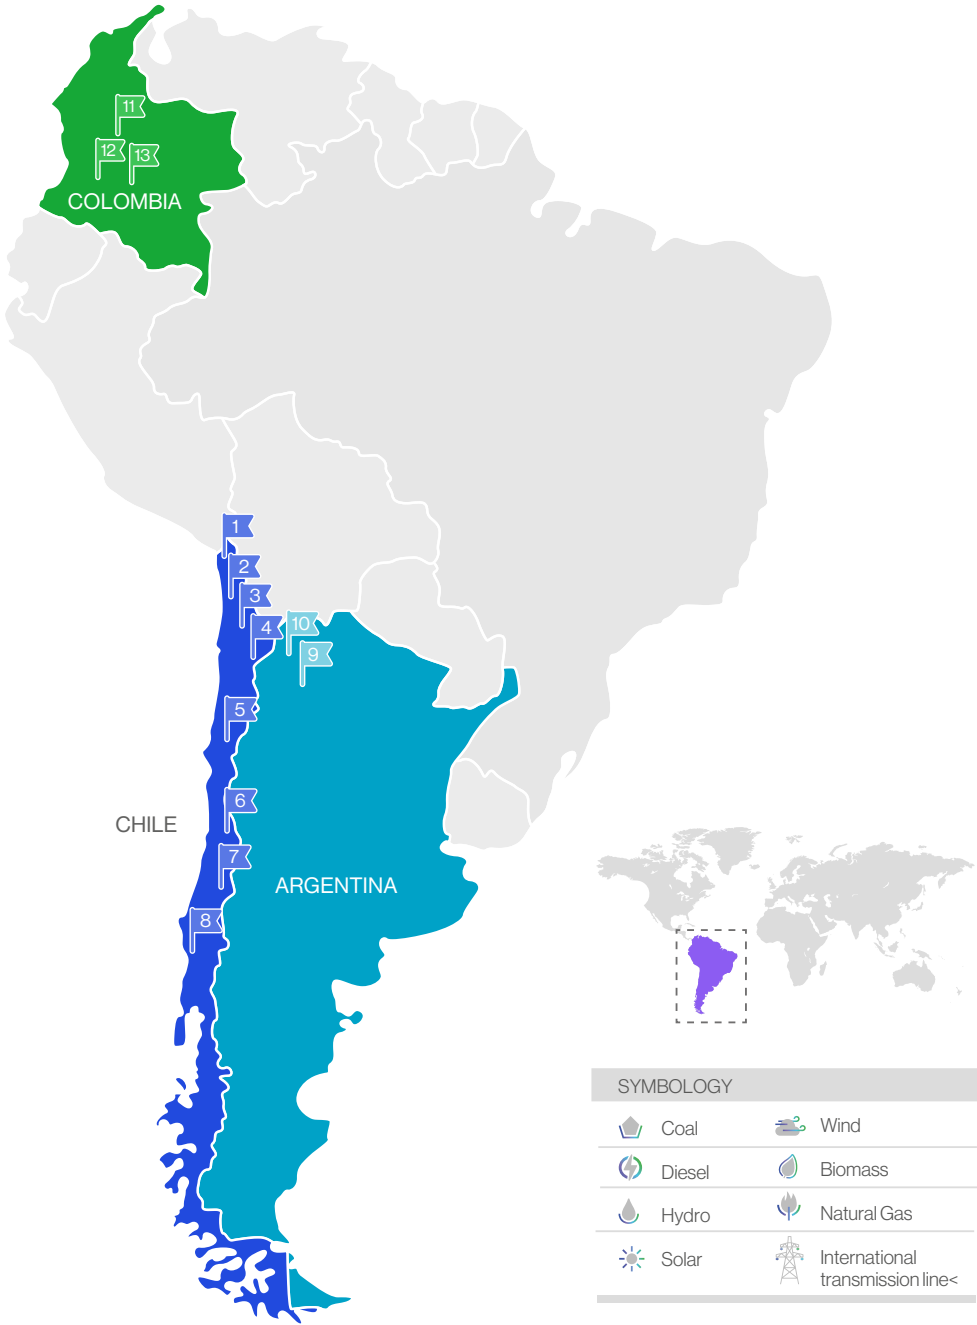 11
12
13
COLOMBIA
1
2
3
4
10
9
5
6
CHILE
7
ARGENTINA
8
SYMBOLOGY
Coal
Wind
Diesel
Biomass
Hydro
Natural Gas
Solar
International
transmission line<